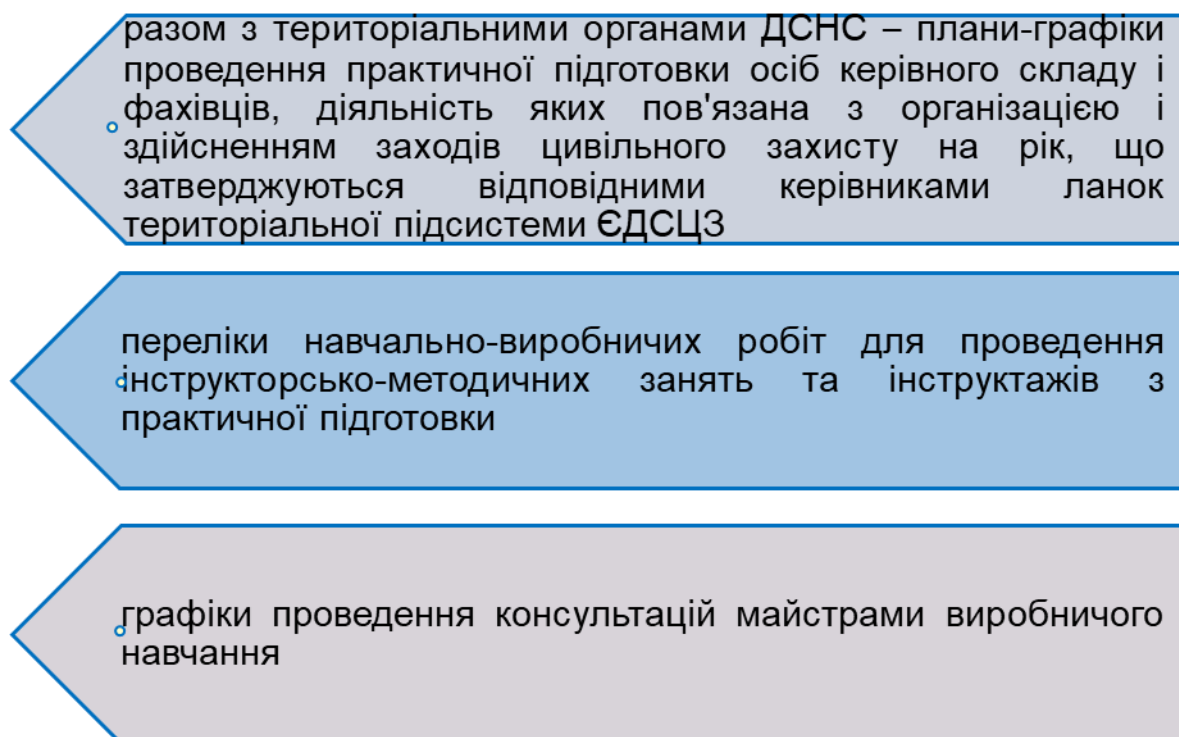 разом з територіальними органами ДСНС – плани-графіки
проведення практичної підготовки осіб керівного складу і
фахівців, діяльність яких пов'язана з організацією і
здійсненням заходів цивільного захисту на рік, що
затверджуються відповідними керівниками ланок
територіальної підсистеми ЄДСЦЗ
переліки навчально-виробничих робіт для проведення
інструкторсько-методичних занять та інструктажів з
практичної підготовки
графіки проведення консультацій майстрами виробничого
навчання